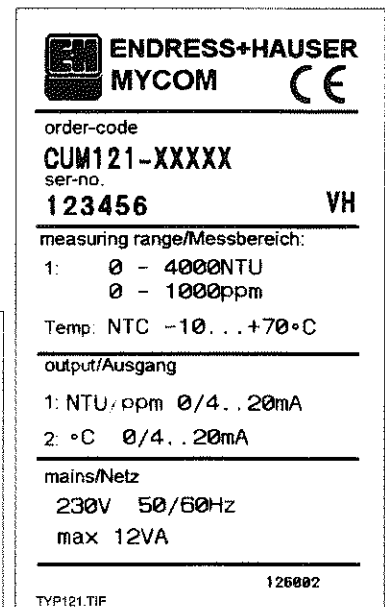 EH ENDRESS+HAUSER
MYCOM CE
order-code
CUM121-XXXXX
ser-no.
123456 VH
measuring range/Messbereich:
1: 0 - 4000NTU
0 - 1000ppm
Temp: NTC -10...+70°C
output/Ausgang
1: NTU/ppm 0/4..20mA
2: °C 0/4..20mA
mains/Netz
230V 50/60Hz
max 12VA
126002
TYP121.TIF